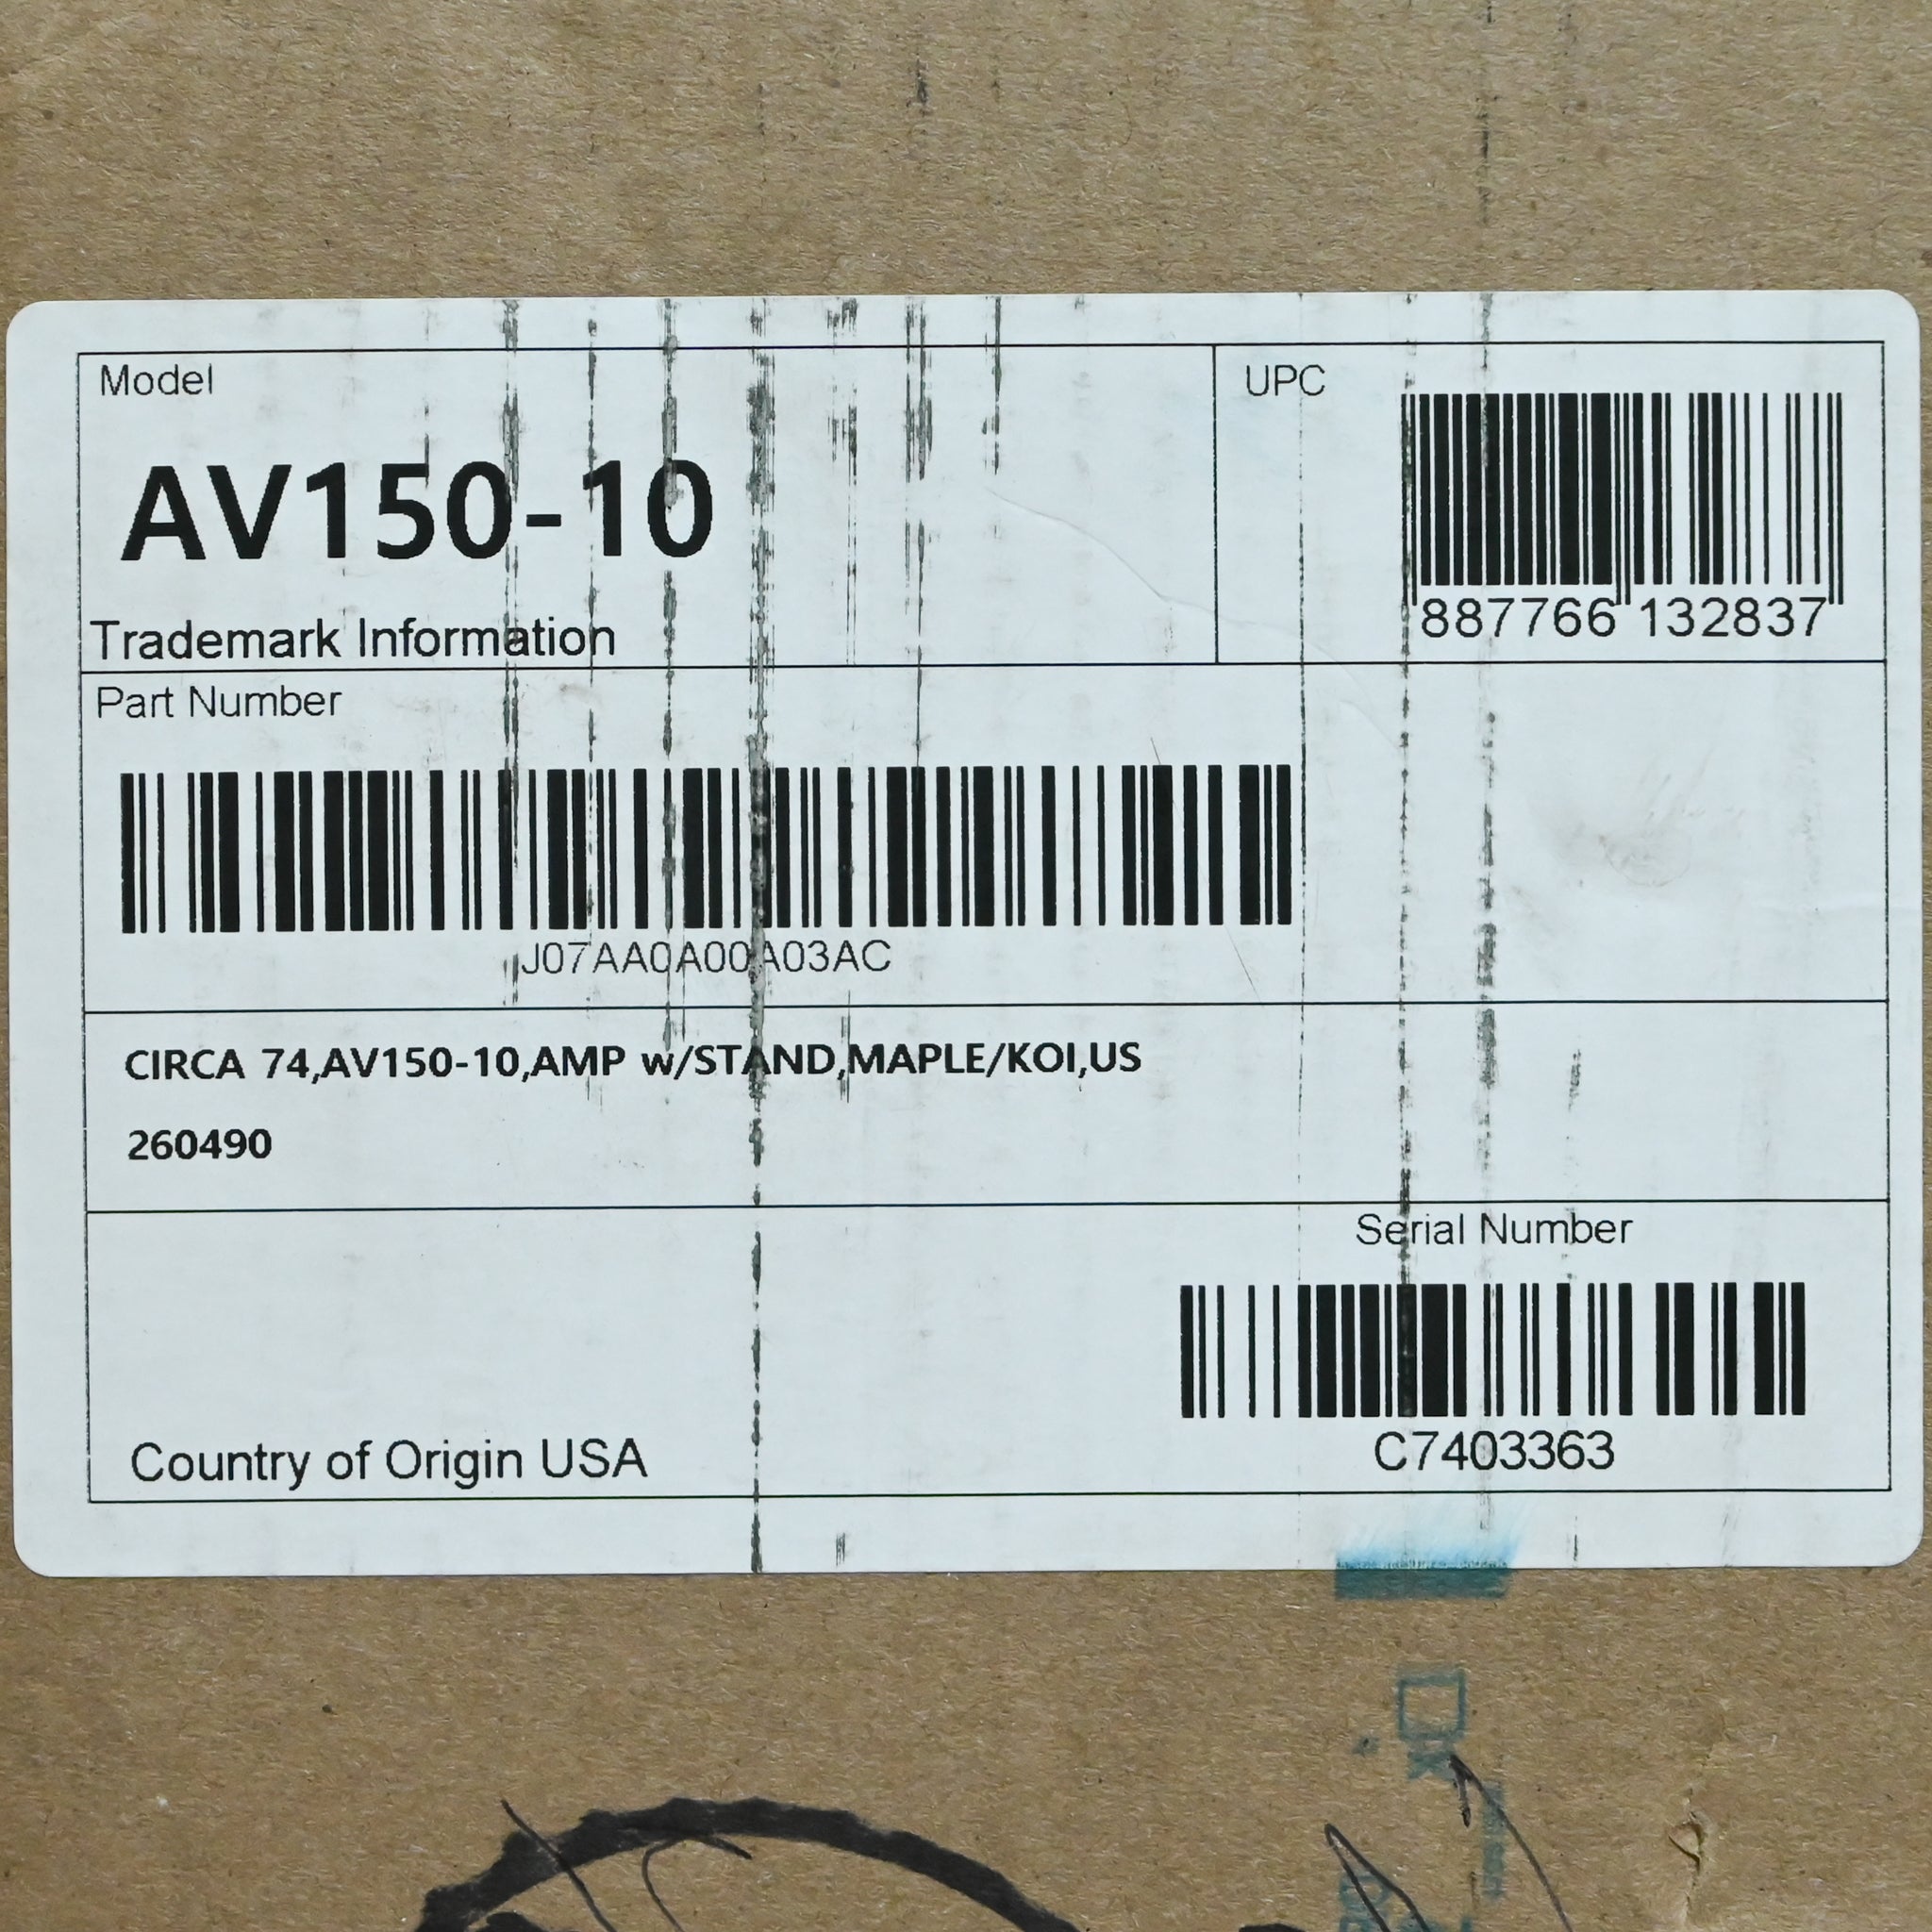 Model
UPC
AV150-10
887766 132837
Trademark Information
Part Number
J07AA0A00A03AC
CIRCA 74,AV150-10,AMP w/STAND,MAPLE/KOI,US
260490
Serial Number
C7403363
Country of Origin USA